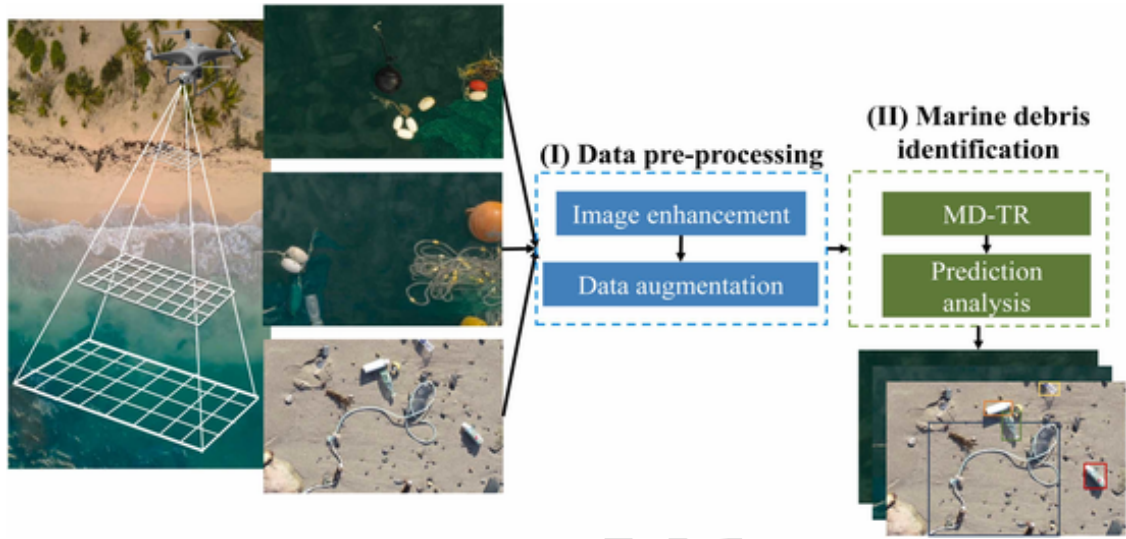 (I) Data pre-processing
Image enhancement
Data augmentation
(II) Marine debris
identification
MD-TR
Prediction
analysis